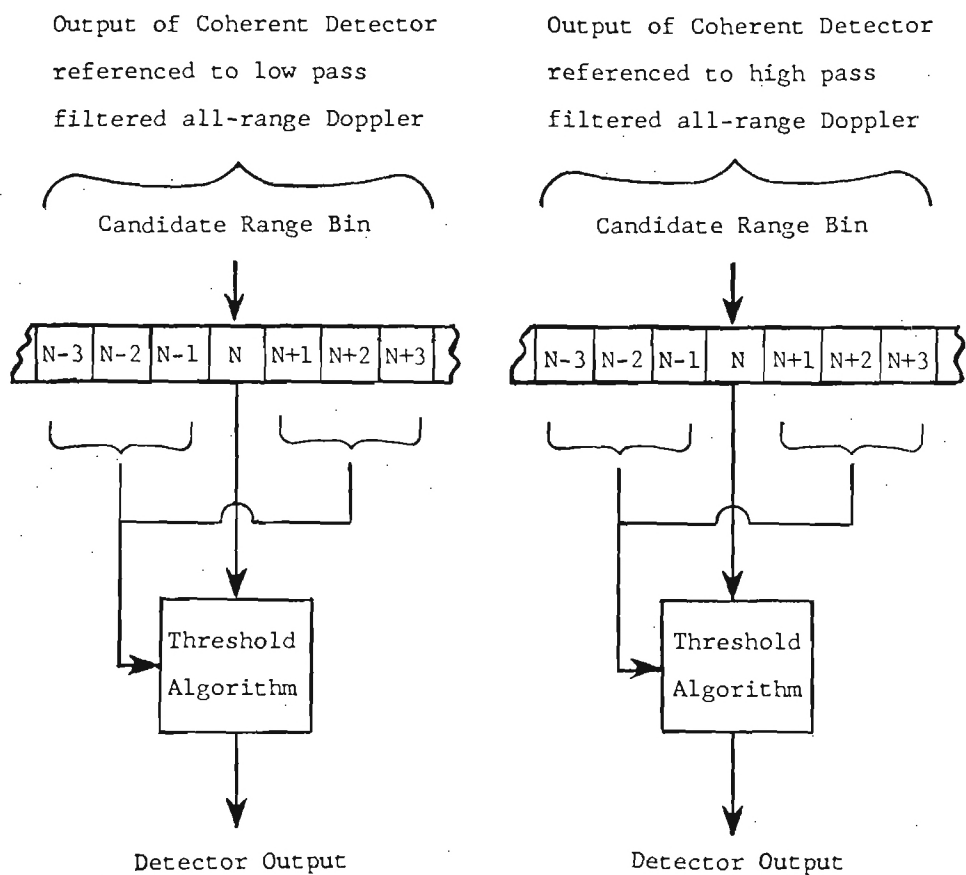 Output of Coherent Detector
referenced to low pass
filtered all-range Doppler
Candidate Range Bin
N-3 N-2 N-1 N N+1 N+2 N+3
Threshold
Algorithm
Detector Output
Output of Coherent Detector
referenced to high pass
filtered all-range Doppler
Candidate Range Bin
N-3 N-2 N-1 N N+1 N+2 N+3
Threshold
Algorithm
Detector Output